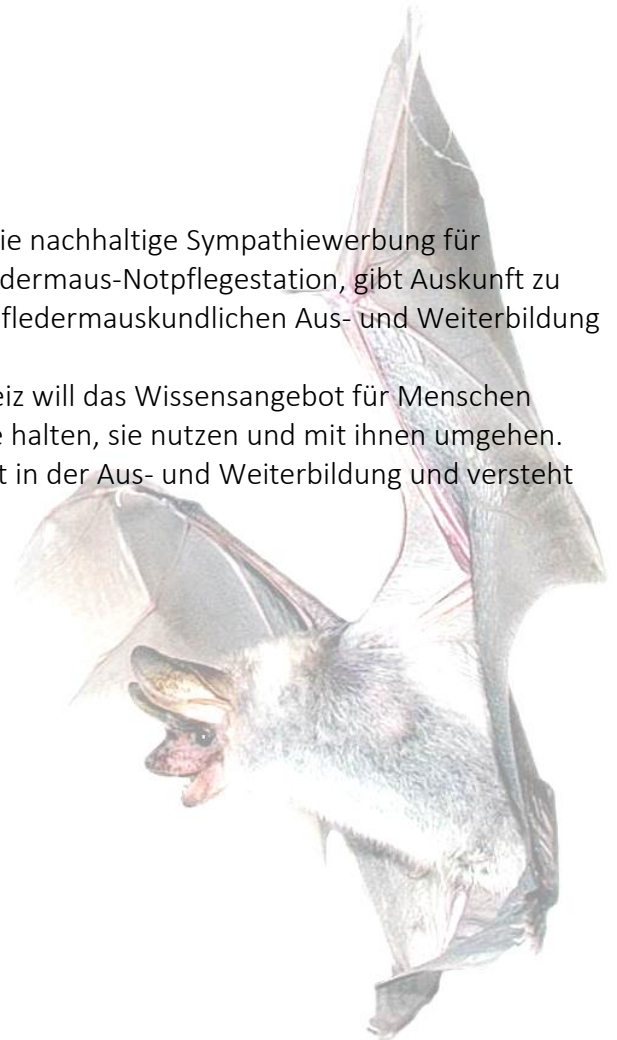 ie nachhaltige Sympathiewerbung für
dermaus-Notpflegestation, gibt Auskunft zu
fledermauskundlichen Aus- und Weiterbildung
eiz will das Wissensangebot für Menschen
e halten, sie nutzen und mit ihnen umgehen.
t in der Aus- und Weiterbildung und versteht